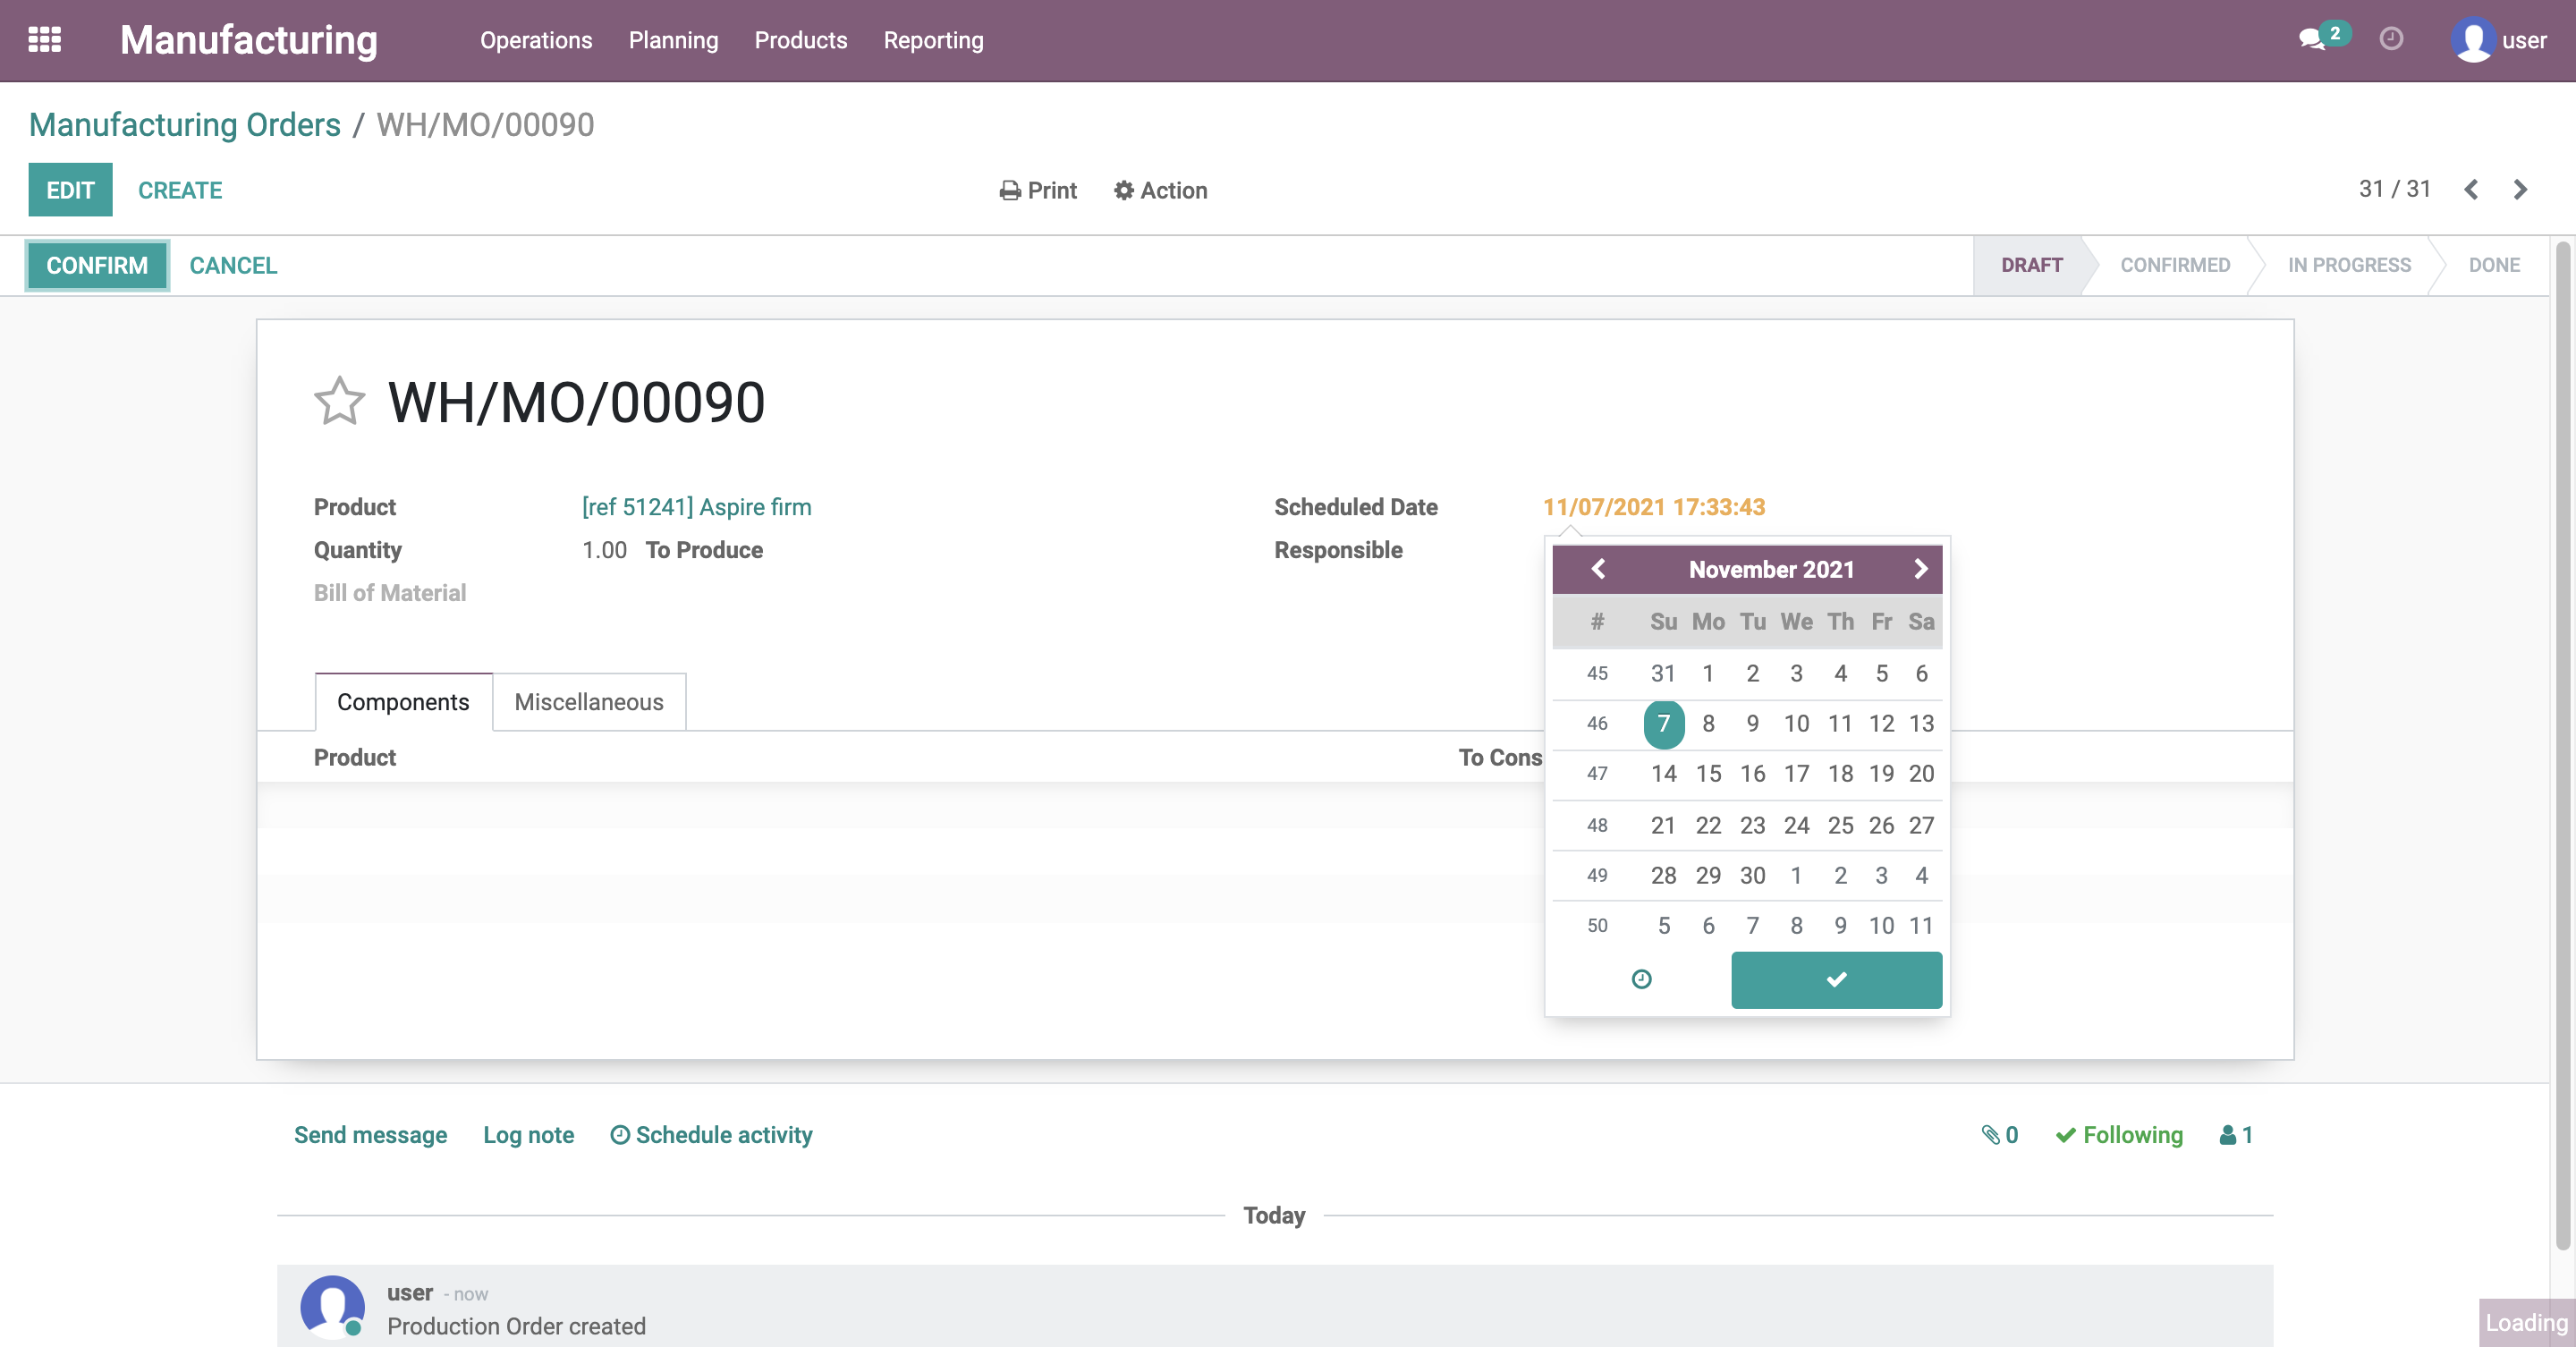 Manufacturing Operations Planning Products Reporting 2 user
Manufacturing Orders / WH/MO/00090
EDIT CREATE Print Action 31 / 31
CONFIRM CANCEL DRAFT CONFIRMED IN PROGRESS DONE
WH/MO/00090
Product [ref 51241] Aspire firm Scheduled Date 11/07/2021 17:33:43
Quantity 1.00 To Produce Responsible
Bill of Material
November 2021
# Su Mo Tu We Th Fr Sa
45 31 1 2 3 4 5 6
46 7 8 9 10 11 12 13
47 14 15 16 17 18 19 20
48 21 22 23 24 25 26 27
49 28 29 30 1 2 3 4
50 5 6 7 8 9 10 11
Components Miscellaneous
Product To Cons
Send message Log note Schedule activity 0 Following 1
Today
user - now
Production Order created
Loading